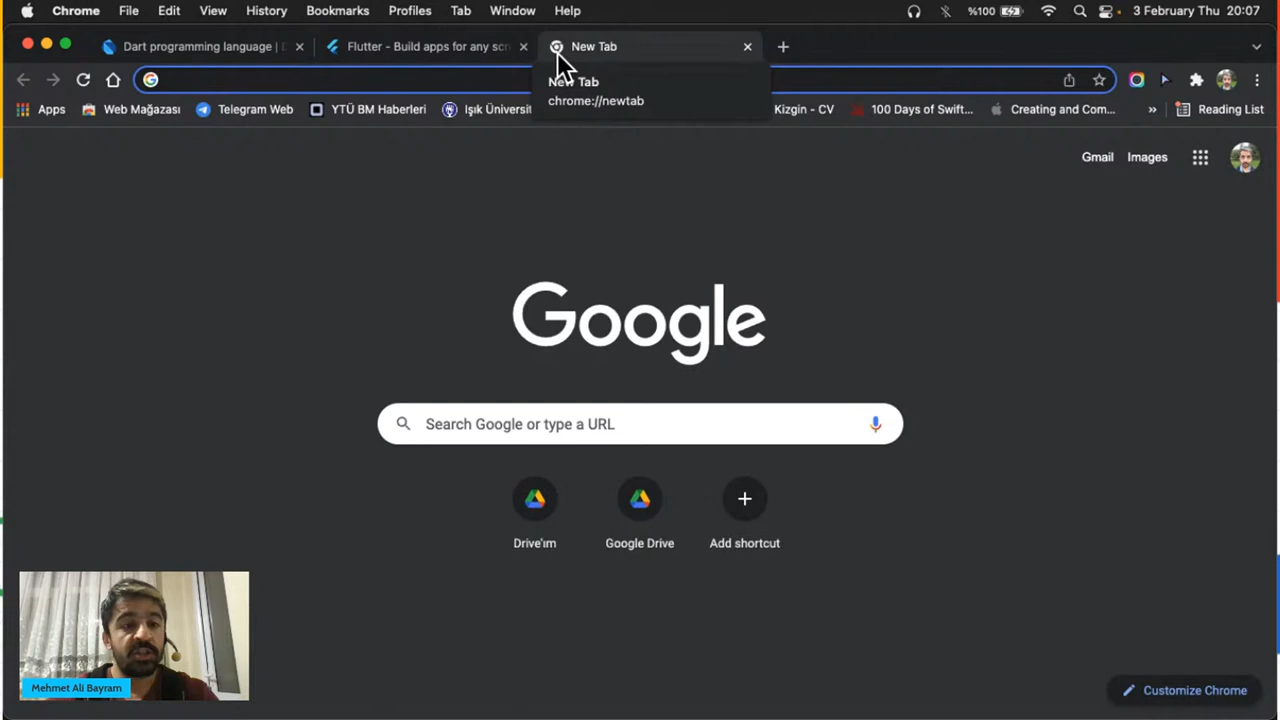 Chrome File Edit View History Bookmarks Profiles Tab Window Help %100 3 February Thu 20:07
Dart programming language | Flutter - Build apps for any scr New Tab
New Tab
chrome://newtab
Apps Web Mağazası Telegram Web YTÜ BM Haberleri Işık Üniversit Kizgin - CV 100 Days of Swift... Creating and Com... » Reading List
Gmail Images
Google
Search Google or type a URL
Drive'ım Google Drive Add shortcut
Mehmet Ali Bayram
Customize Chrome